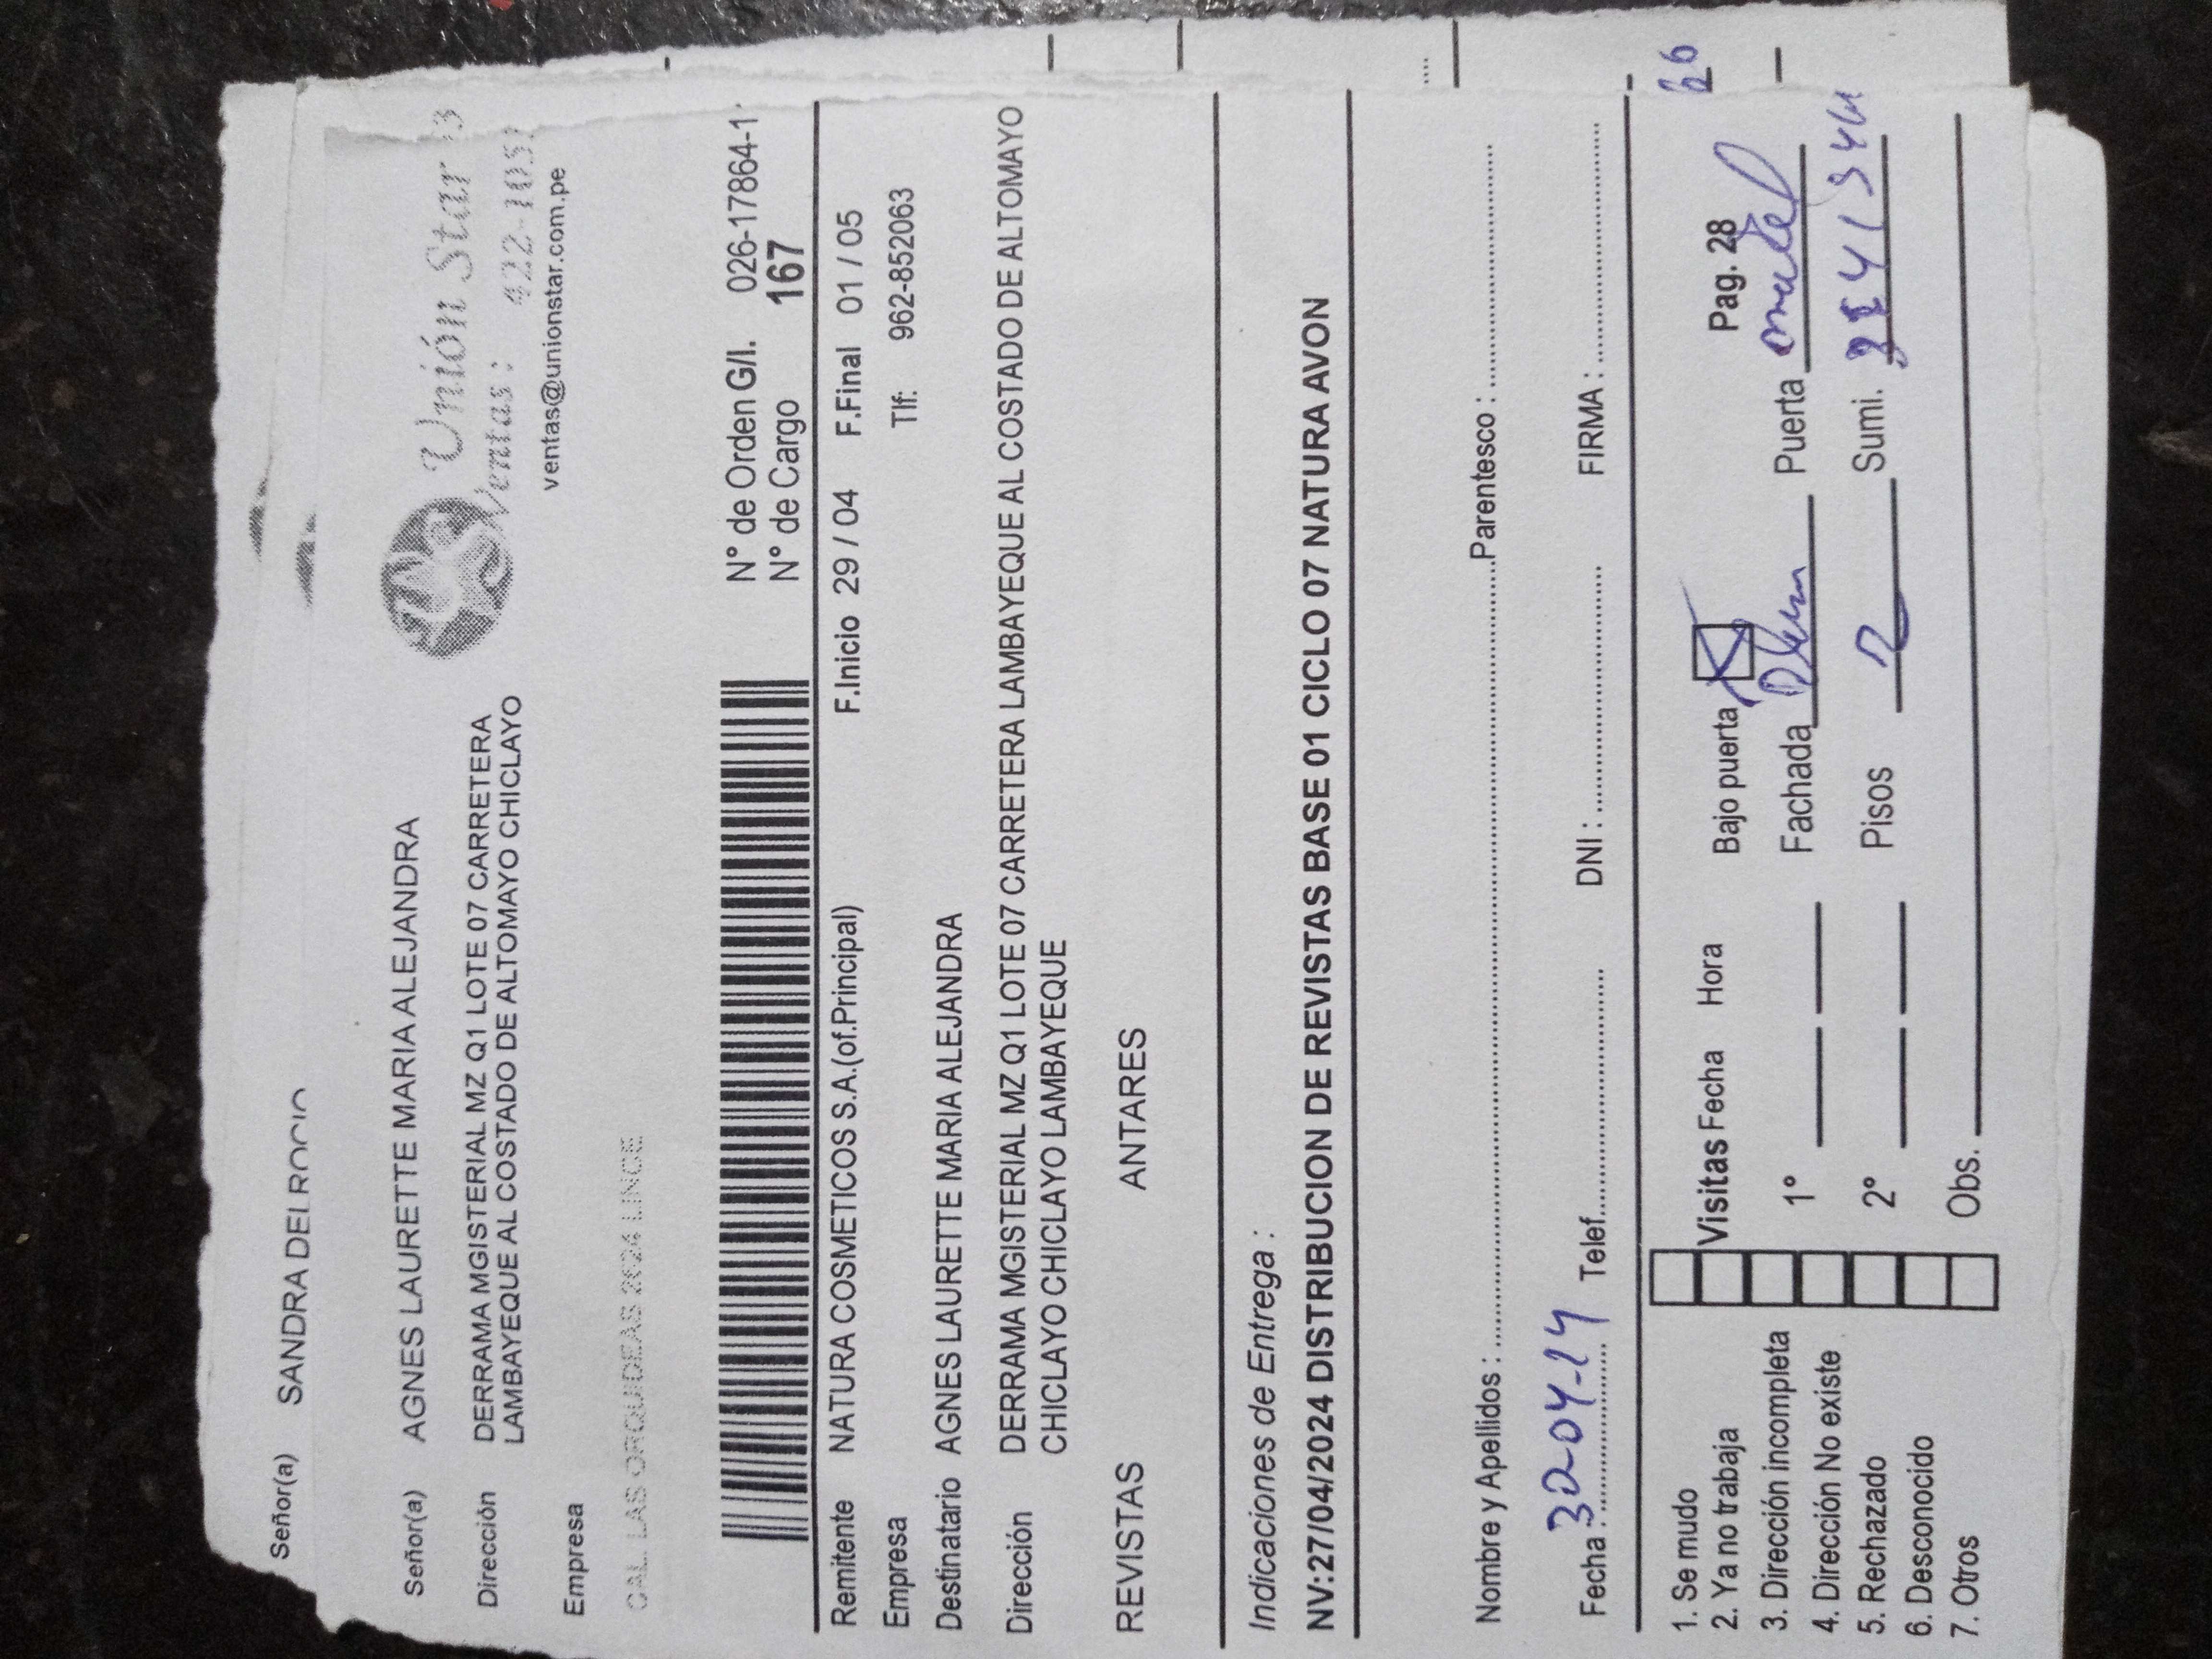 Señor(a) SANDRA DEL ROCIO
Unión Star
Ventas: 422-105
ventas@unionstar.com.pe
Señor(a) AGNES LAURETTE MARIA ALEJANDRA
Dirección DERRAMA MGISTERIAL MZ Q1 LOTE 07 CARRETERA
LAMBAYEQUE AL COSTADO DE ALTOMAYO CHICLAYO
Empresa
CAL. LAS ORQUIDEAS 2624 LINCE
N° de Orden G/I. 026-17864-1
N° de Cargo 167
Remitente NATURA COSMETICOS S.A.(of.Principal) F.Inicio 29 / 04 F.Final 01 / 05
Empresa Tlf: 962-852063
Destinatario AGNES LAURETTE MARIA ALEJANDRA
Dirección DERRAMA MGISTERIAL MZ Q1 LOTE 07 CARRETERA LAMBAYEQUE AL COSTADO DE ALTOMAYO
CHICLAYO CHICLAYO LAMBAYEQUE
REVISTAS ANTARES
Indicaciones de Entrega :
NV:27/04/2024 DISTRIBUCION DE REVISTAS BASE 01 CICLO 07 NATURA AVON
Nombre y Apellidos : Parentesco :
Fecha : 30-04-24 Telef. DNI : FIRMA :
1. Se mudo
2. Ya no trabaja
3. Dirección incompleta
4. Dirección No existe
5. Rechazado
6. Desconocido
7. Otros
Visitas Fecha Hora Bajo puerta Pag. 28
1° Fachada Puerta
2° Pisos 2 Sumi.
Obs.